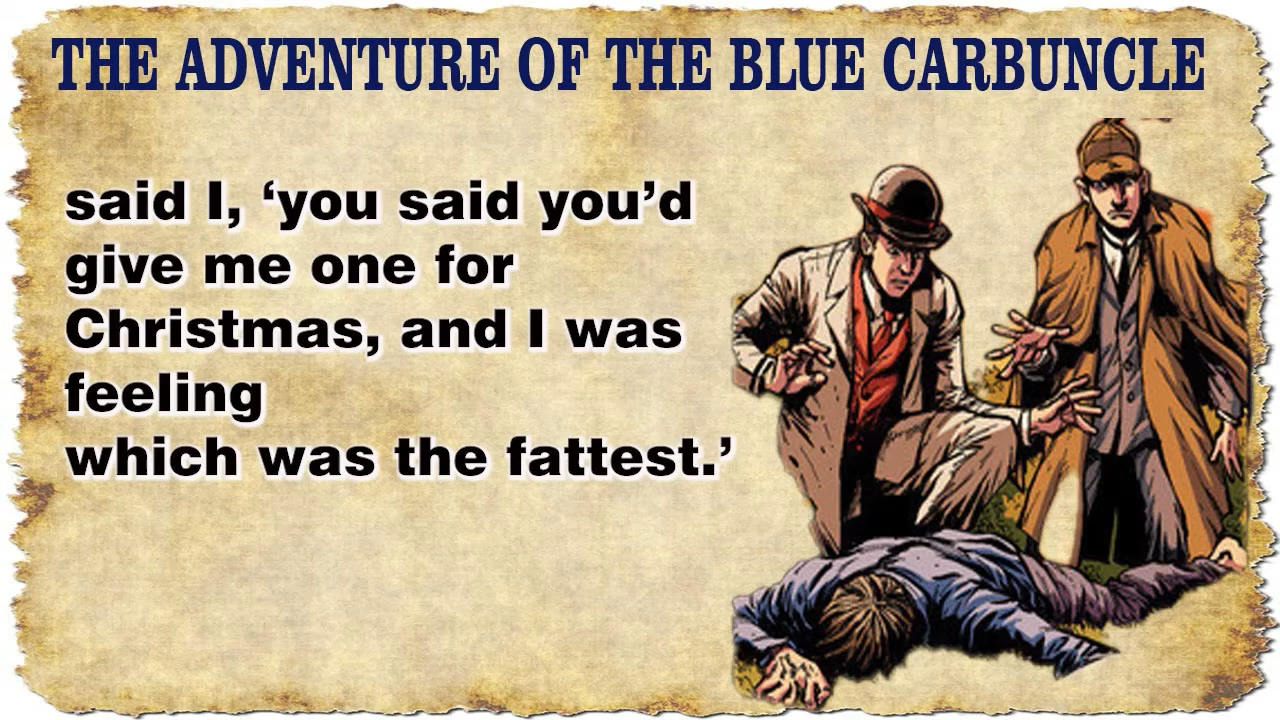 THE ADVENTURE OF THE BLUE CARBUNCLE
said I, ‘you said you’d
give me one for
Christmas, and I was
feeling
which was the fattest.’